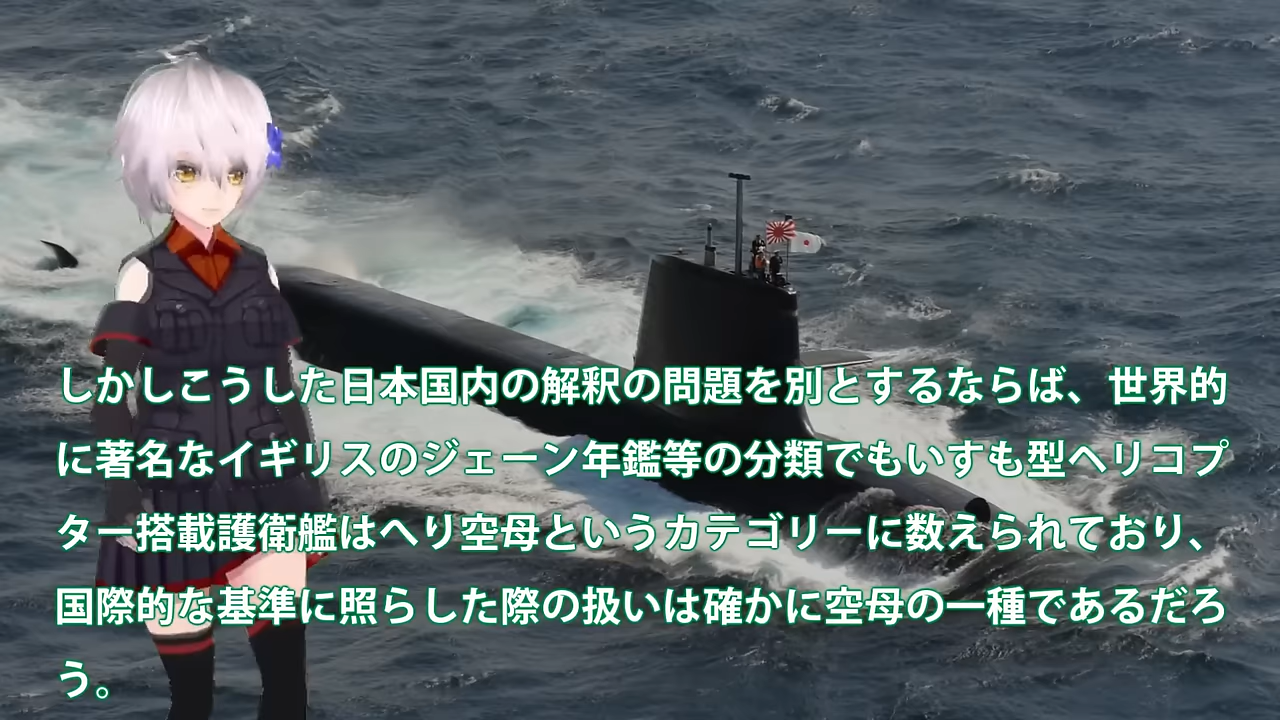 しかしこうした日本国内の解釈の問題を別とするならば、世界的
に著名なイギリスのジェーン年鑑等の分類でもいすも型ヘリコプ
ター搭載護衛艦はヘリ空母というカテゴリーに数えられており、
国際的な基準に照らした際の扱いは確かに空母の一種であるだろ
う。